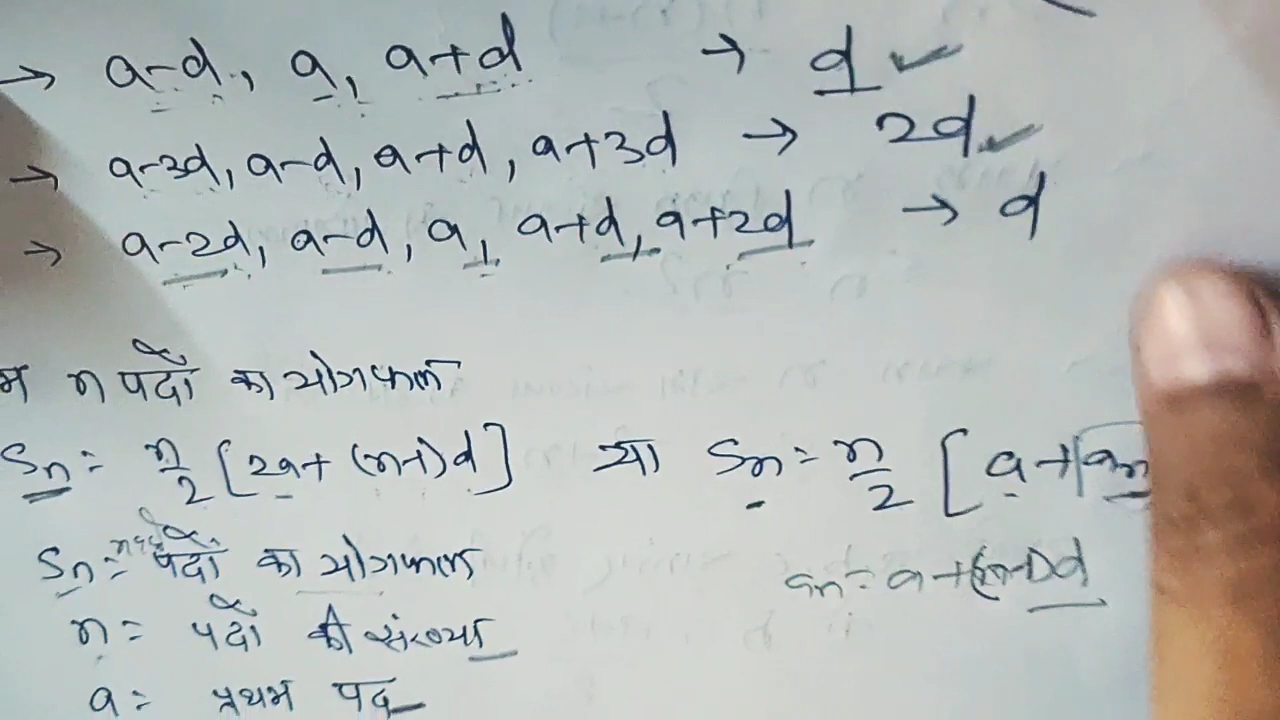 → a-d, a, a+d → d ✓
→ a-3d, a-d, a+d, a+3d → 2d ✓
→ a-2d, a-d, a, a+d, a+2d → d
n पदों का योगफल
Sn = n/2 [2a+(n-1)d] या Sn = n/2 [a+an
Sn = n पदों का योगफल
an = a+(n-1)d
n = पदों की संख्या
a = प्रथम पद